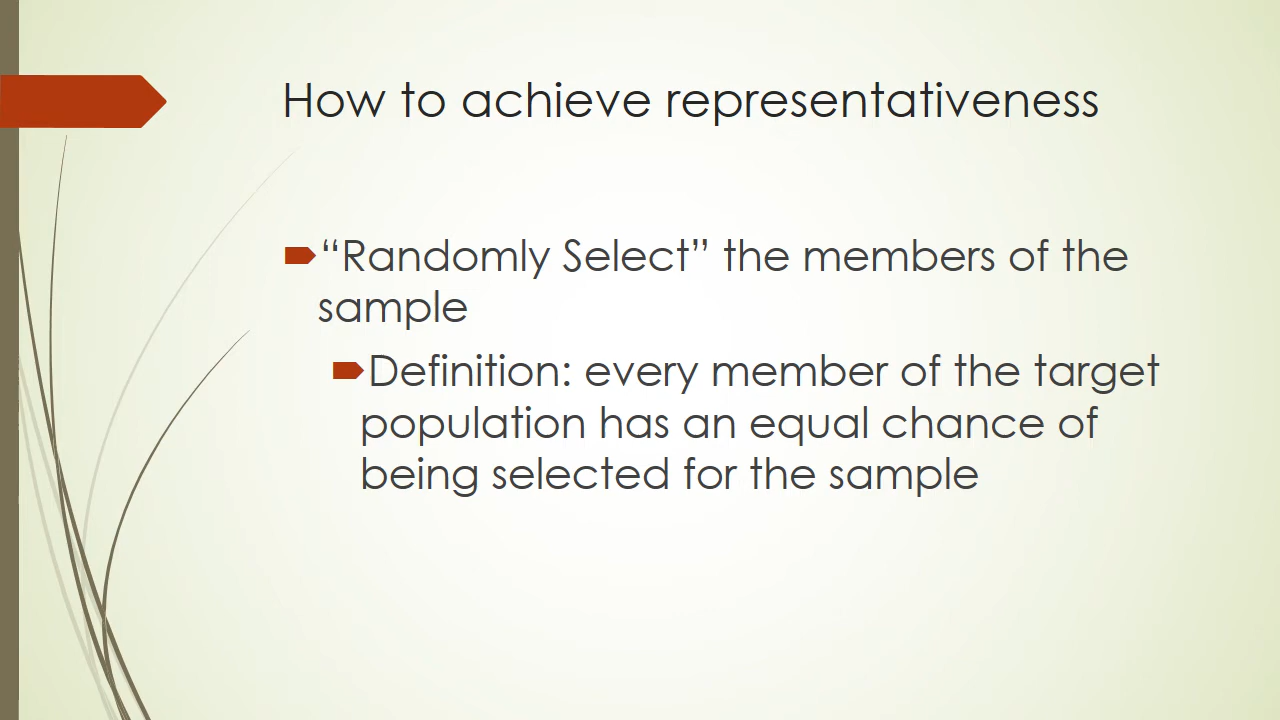 How to achieve representativeness
“Randomly Select” the members of the
sample
Definition: every member of the target
population has an equal chance of
being selected for the sample